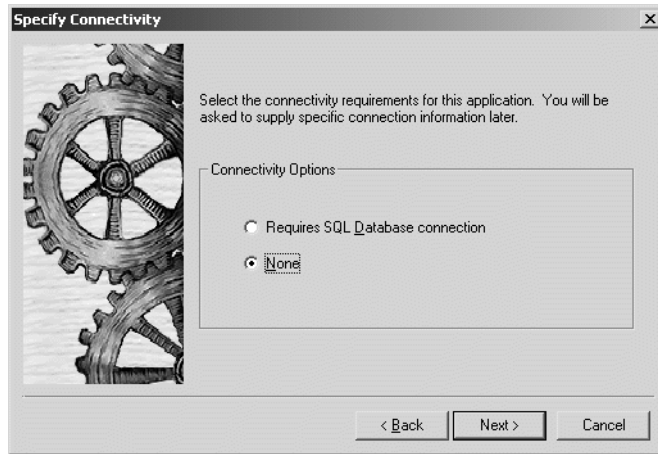 Specify Connectivity
Select the connectivity requirements for this application. You will be
asked to supply specific connection information later.
Connectivity Options
Requires SQL Database connection
None
< Back
Next >
Cancel